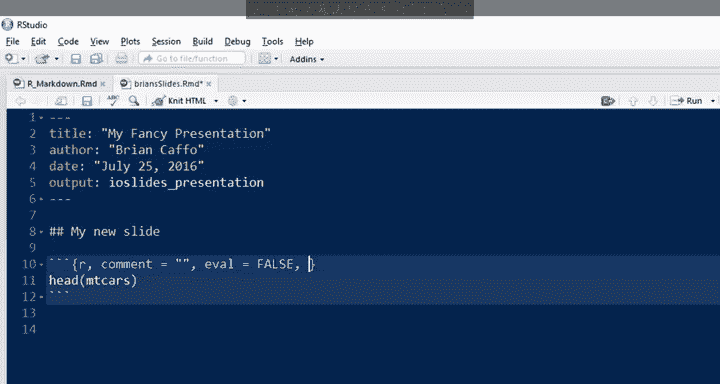 RStudio
File Edit Code View Plots Session Build Debug Tools Help
Go to file/function Addins
R_Markdown.Rmd briansSlides.Rmd*
ABC Knit HTML Run
1 ---
2 title: "My Fancy Presentation"
3 author: "Brian Caffo"
4 date: "July 25, 2016"
5 output: ioslides_presentation
6 ---
7
8 ## My new slide
9
10 ```{r, comment = "", eval = FALSE, }
11 head(mtcars)
12 ```
13
14